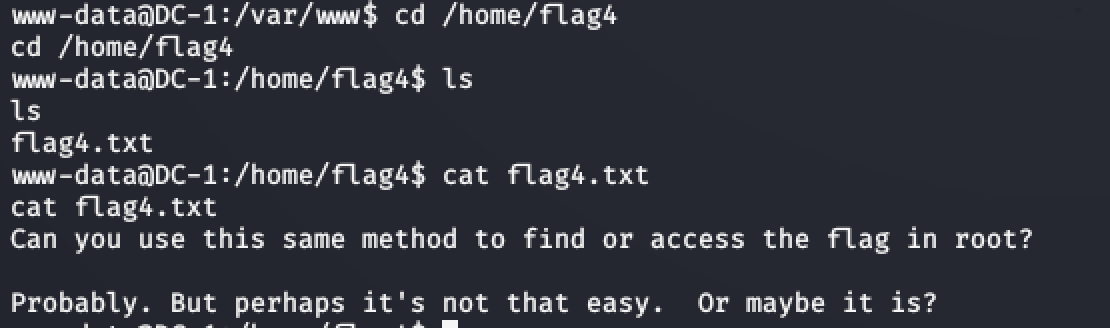 www-data@DC-1:/var/www$ cd /home/flag4
cd /home/flag4
www-data@DC-1:/home/flag4$ ls
ls
flag4.txt
www-data@DC-1:/home/flag4$ cat flag4.txt
cat flag4.txt
Can you use this same method to find or access the flag in root?
Probably. But perhaps it's not that easy.  Or maybe it is?